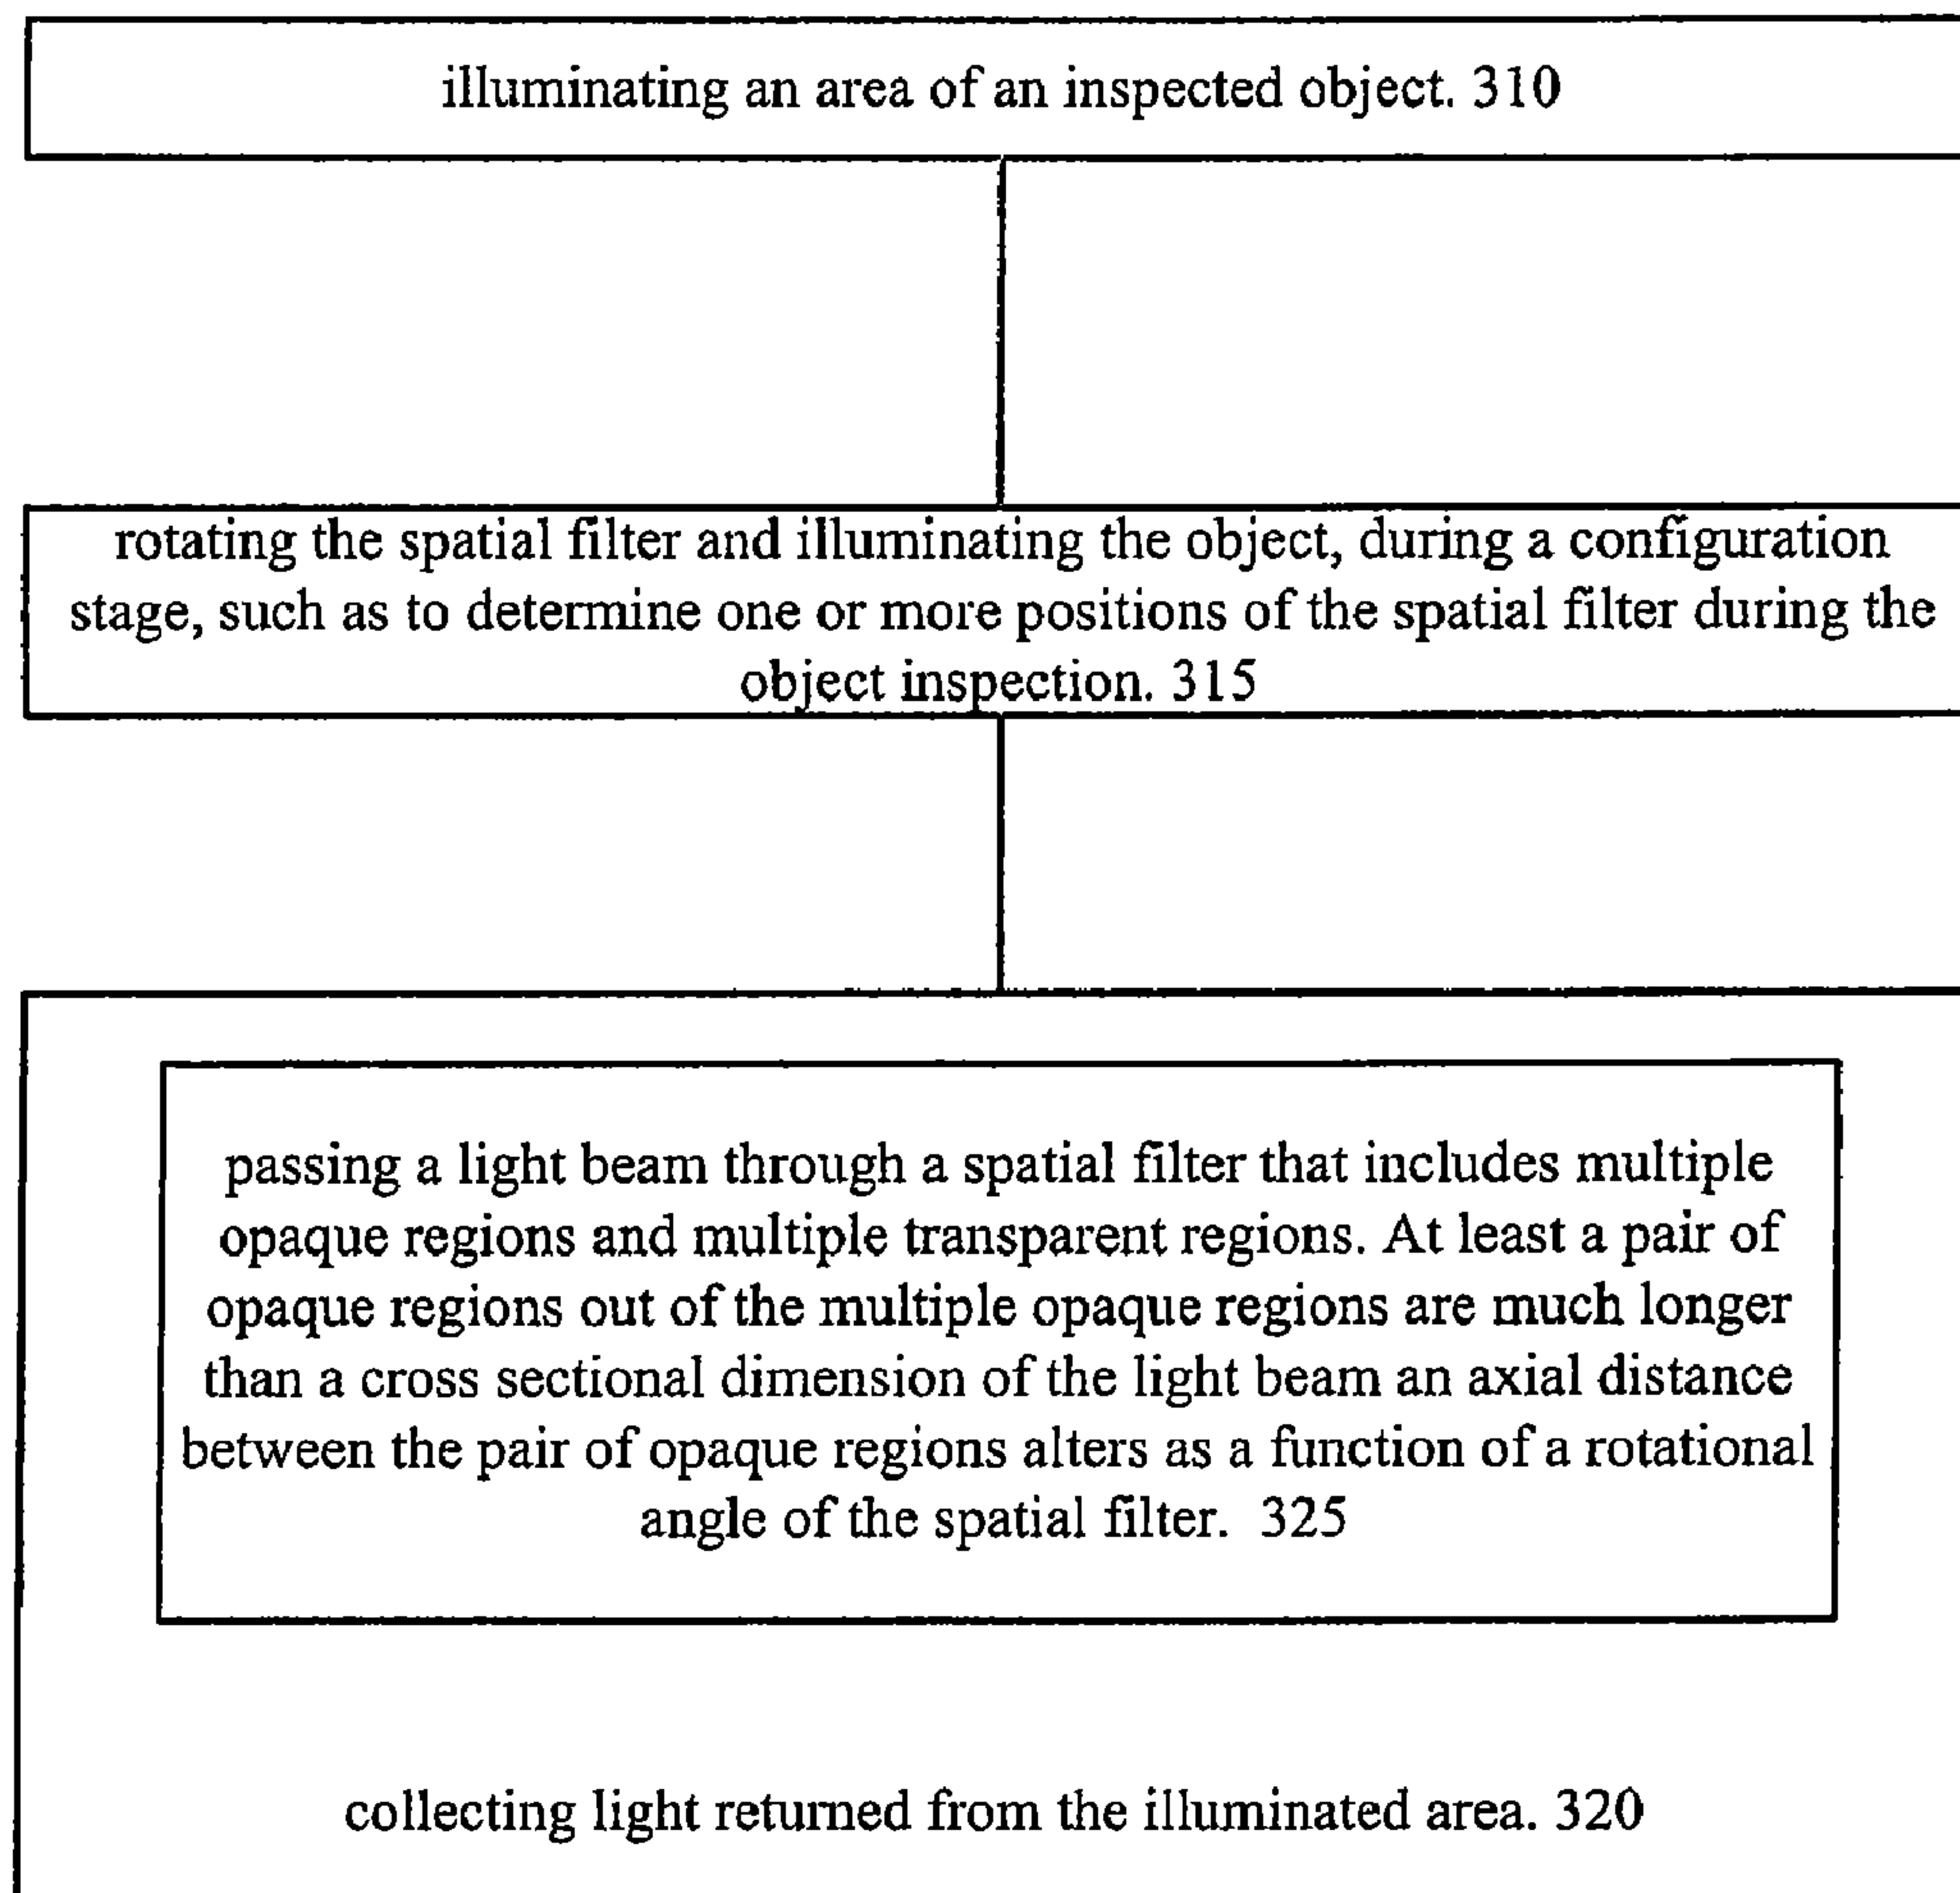 illuminating an area of an inspected object. 310
rotating the spatial filter and illuminating the object, during a configuration
stage, such as to determine one or more positions of the spatial filter during the
object inspection. 315
passing a light beam through a spatial filter that includes multiple
opaque regions and multiple transparent regions. At least a pair of
opaque regions out of the multiple opaque regions are much longer
than a cross sectional dimension of the light beam an axial distance
between the pair of opaque regions alters as a function of a rotational
angle of the spatial filter. 325
collecting light returned from the illuminated area. 320